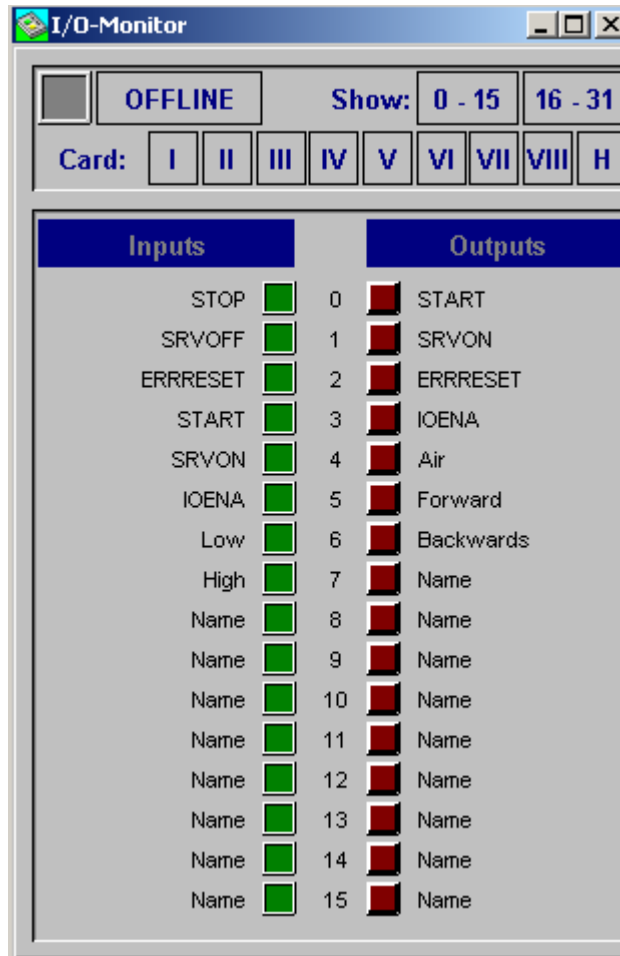 I/O-Monitor
OFFLINE Show: 0 - 15 16 - 31
Card: I II III IV V VI VII VIII H
Inputs Outputs
STOP 0 START
SRVOFF 1 SRVON
ERRRESET 2 ERRRESET
START 3 IOENA
SRVON 4 Air
IOENA 5 Forward
Low 6 Backwards
High 7 Name
Name 8 Name
Name 9 Name
Name 10 Name
Name 11 Name
Name 12 Name
Name 13 Name
Name 14 Name
Name 15 Name